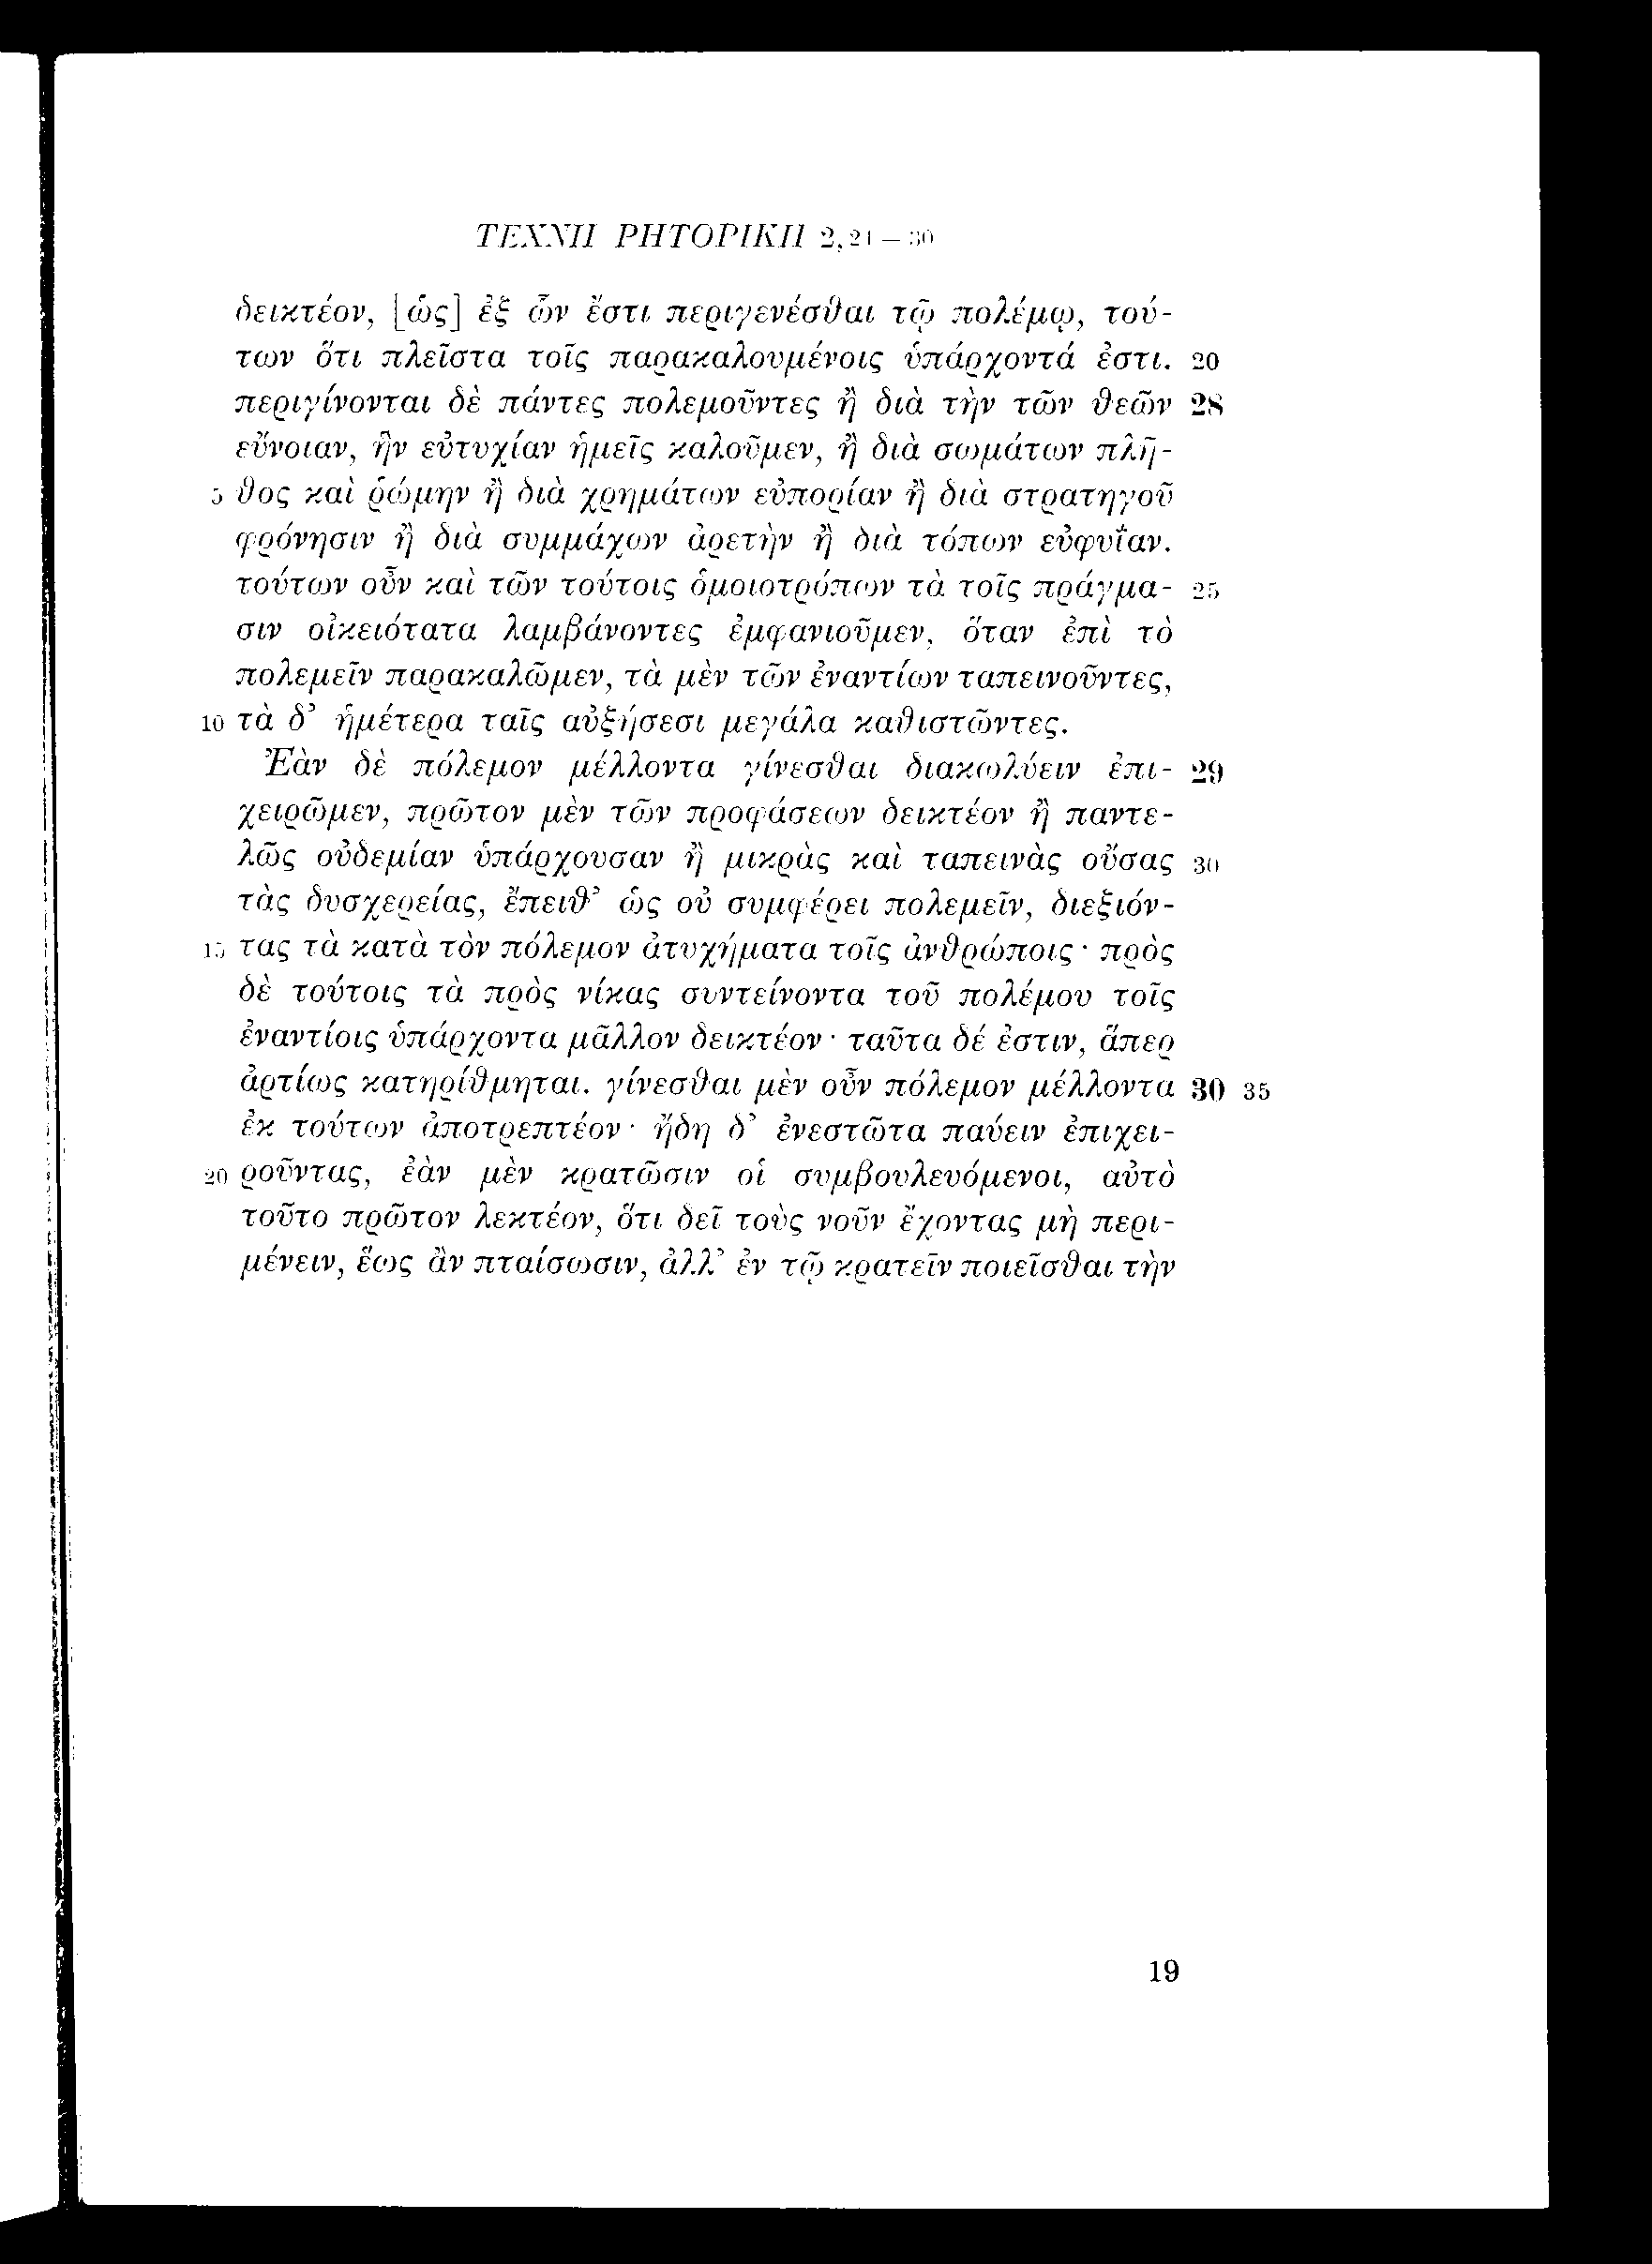 ΤΕΧΝΗ ΡΗΤΟΡΙΚΗ 2,21—30
δεικτέον, [ὡς] ἐξ ὧν ἔστι περιγενέσθαι τῷ πολέμῳ, τού-
των ὅτι πλεῖστα τοῖς παρακαλουμένοις ὑπάρχοντά ἐστι. 20
περιγίνονται δὲ πάντες πολεμοῦντες ἢ διὰ τὴν τῶν θεῶν 28
εὔνοιαν, ἣν εὐτυχίαν ἡμεῖς καλοῦμεν, ἢ διὰ σωμάτων πλῆ-
5 θος καὶ ῥώμην ἢ διὰ χρημάτων εὐπορίαν ἢ διὰ στρατηγοῦ
φρόνησιν ἢ διὰ συμμάχων ἀρετὴν ἢ διὰ τόπων εὐφυΐαν.
τούτων οὖν καὶ τῶν τούτοις ὁμοιοτρόπων τὰ τοῖς πράγμα- 25
σιν οἰκειότατα λαμβάνοντες ἐμφανιοῦμεν, ὅταν ἐπὶ τὸ
πολεμεῖν παρακαλῶμεν, τὰ μὲν τῶν ἐναντίων ταπεινοῦντες,
10 τὰ δ’ ἡμέτερα ταῖς αὐξήσεσι μεγάλα καθιστῶντες.
Ἐὰν δὲ πόλεμον μέλλοντα γίνεσθαι διακωλύειν ἐπι- 29
χειρῶμεν, πρῶτον μὲν τῶν προφάσεων δεικτέον ἢ παντε-
λῶς οὐδεμίαν ὑπάρχουσαν ἢ μικρὰς καὶ ταπεινὰς οὔσας 30
τὰς δυσχερείας, ἔπειθ’ ὡς οὐ συμφέρει πολεμεῖν, διεξιόν-
15 τας τὰ κατὰ τὸν πόλεμον ἀτυχήματα τοῖς ἀνθρώποις· πρὸς
δὲ τούτοις τὰ πρὸς νίκας συντείνοντα τοῦ πολέμου τοῖς
ἐναντίοις ὑπάρχοντα μᾶλλον δεικτέον· ταῦτα δέ ἐστιν, ἅπερ
ἀρτίως κατηρίθμηται. γίνεσθαι μὲν οὖν πόλεμον μέλλοντα 30 35
ἐκ τούτων ἀποτρεπτέον· ἤδη δ’ ἐνεστῶτα παύειν ἐπιχει-
20 ροῦντας, ἐὰν μὲν κρατῶσιν οἱ συμβουλευόμενοι, αὐτὸ
τοῦτο πρῶτον λεκτέον, ὅτι δεῖ τοὺς νοῦν ἔχοντας μὴ περι-
μένειν, ἕως ἂν πταίσωσιν, ἀλλ’ ἐν τῷ κρατεῖν ποιεῖσθαι τὴν
19